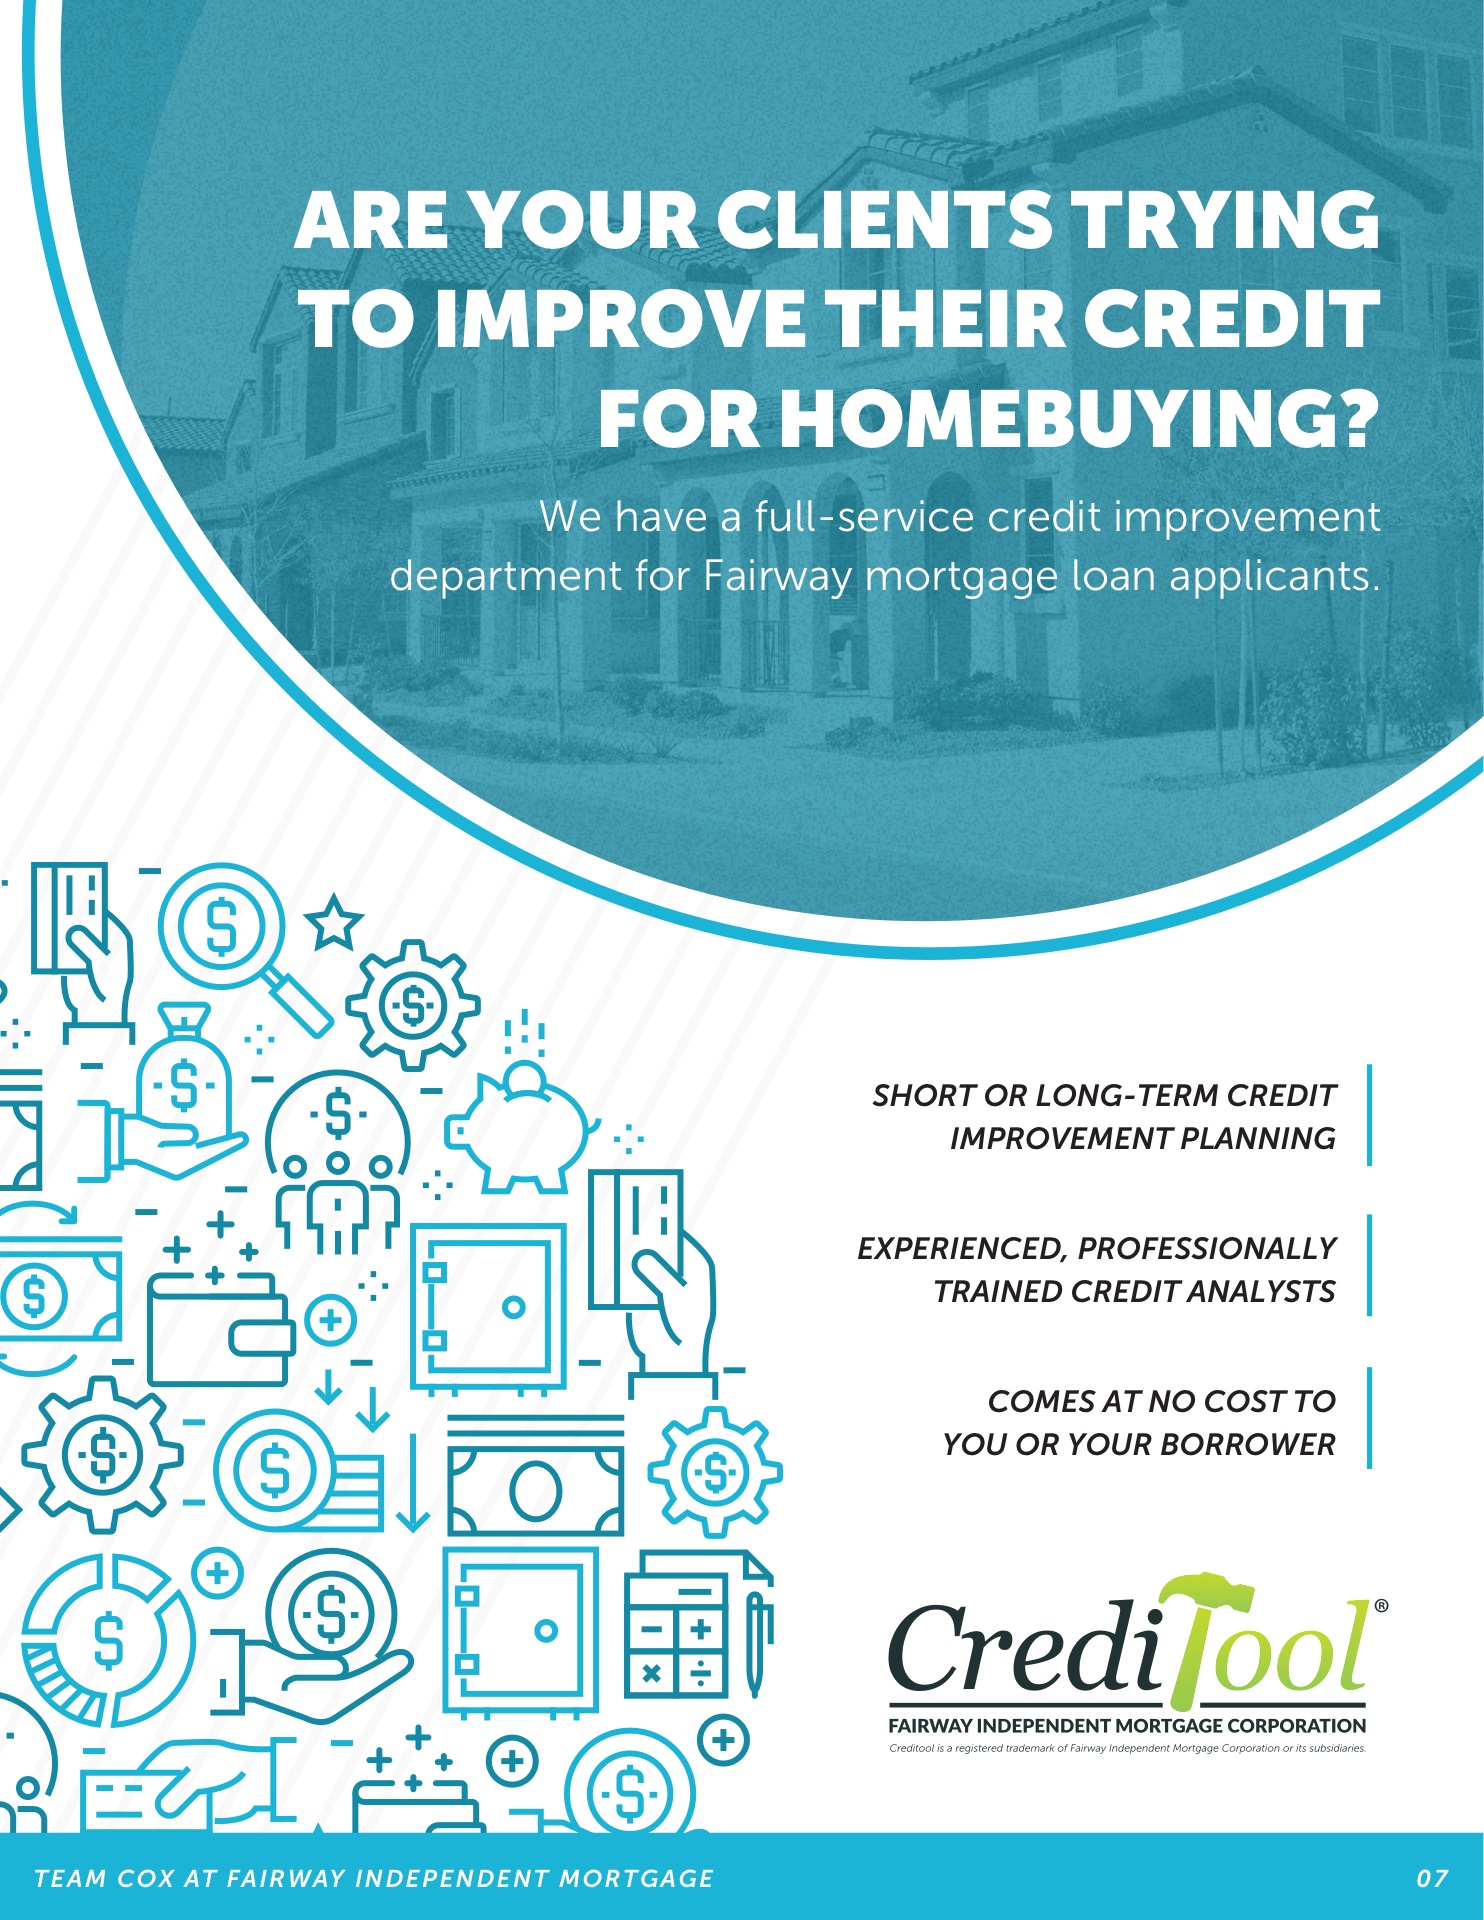 ARE YOUR CLIENTS TRYING
TO IMPROVE THEIR CREDIT
FOR HOMEBUYING?
We have a full-service credit improvement
department for Fairway mortgage loan applicants.
SHORT OR LONG-TERM CREDIT
IMPROVEMENT PLANNING
EXPERIENCED, PROFESSIONALLY
TRAINED CREDIT ANALYSTS
COMES AT NO COST TO
YOU OR YOUR BORROWER
CrediTool®
FAIRWAY INDEPENDENT MORTGAGE CORPORATION
Creditool is a registered trademark of Fairway Independent Mortgage Corporation or its subsidiaries.
TEAM COX AT FAIRWAY INDEPENDENT MORTGAGE 07